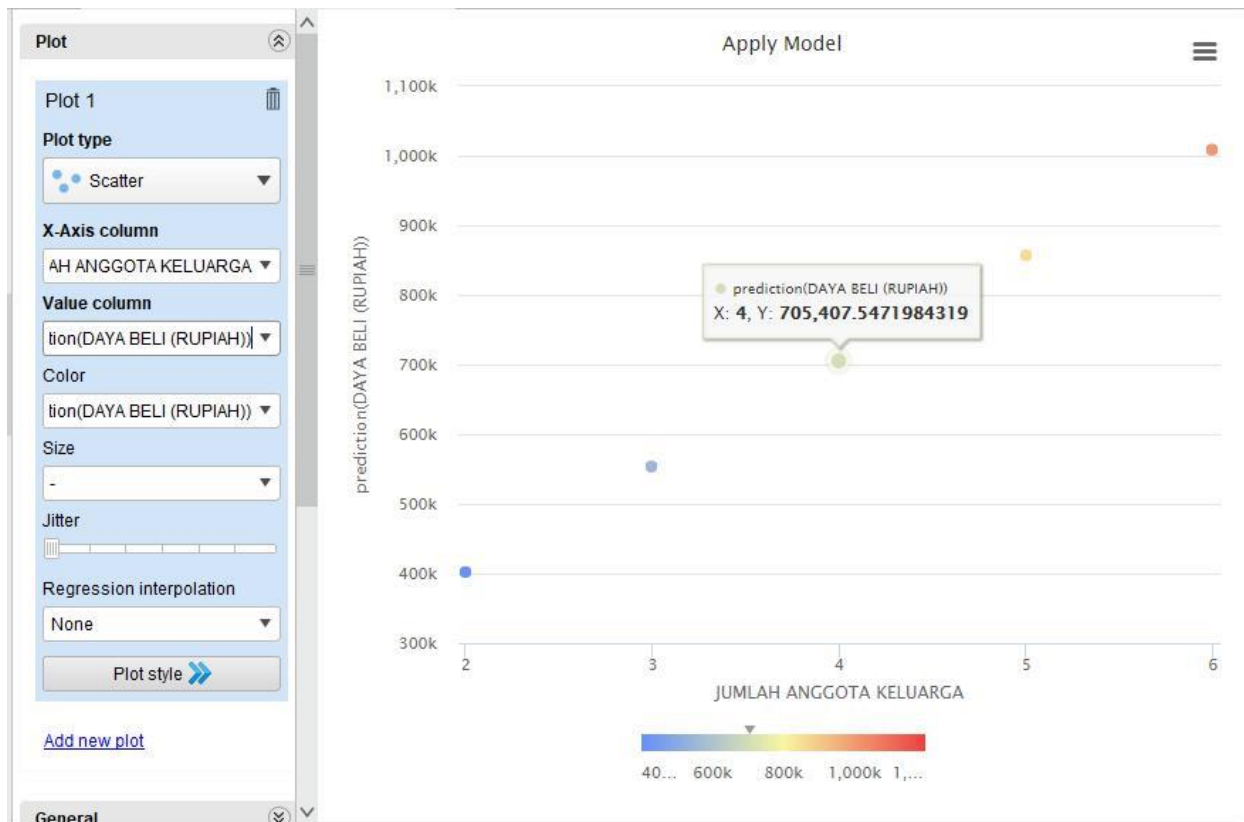 Plot
Plot 1
Plot type
Scatter
X-Axis column
AH ANGGOTA KELUARGA
Value column
tion(DAYA BELI (RUPIAH))
Color
tion(DAYA BELI (RUPIAH))
Size
-
Jitter
Regression interpolation
None
Plot style
Add new plot
General
Apply Model
1,100k
1,000k
900k
800k
700k
600k
500k
400k
300k
prediction(DAYA BELI (RUPIAH))
prediction(DAYA BELI (RUPIAH))
X: 4, Y: 705,407.5471984319
2 3 4 5 6
JUMLAH ANGGOTA KELUARGA
40... 600k 800k 1,000k 1,...